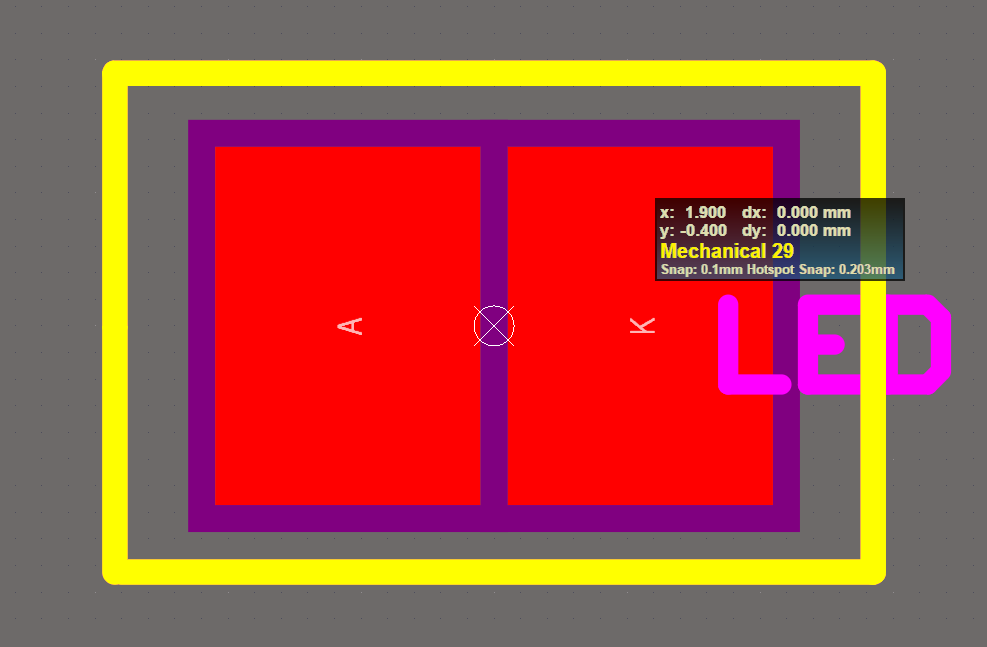 x: 1.900 dx: 0.000 mm
y: -0.400 dy: 0.000 mm
Mechanical 29
Snap: 0.1mm Hotspot Snap: 0.203mm
A
K
LED